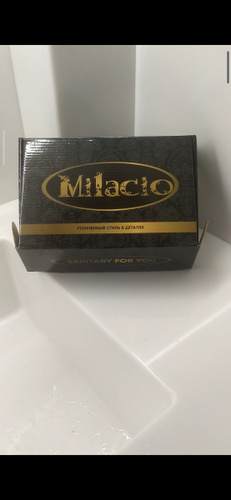 Milacio
УТОНЧЕННЫЙ СТИЛЬ В ДЕТАЛЯХ
SANITARY FOR YOU